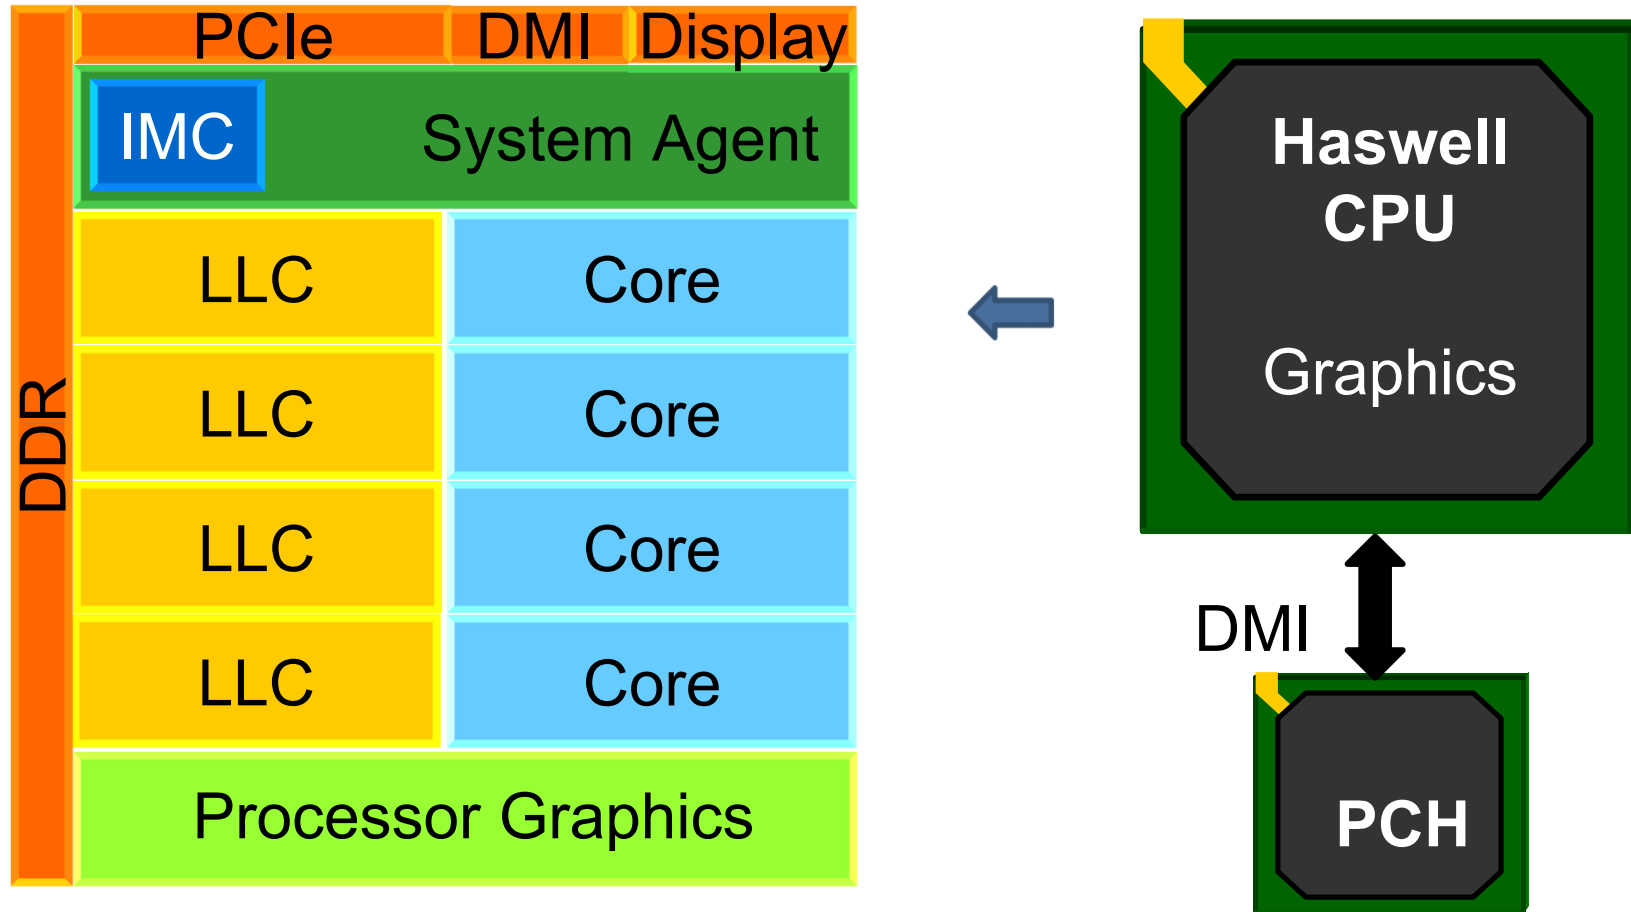 PCIe DMI Display
IMC System Agent
DDR
LLC Core
LLC Core
LLC Core
LLC Core
Processor Graphics
Haswell
CPU
Graphics
DMI
PCH